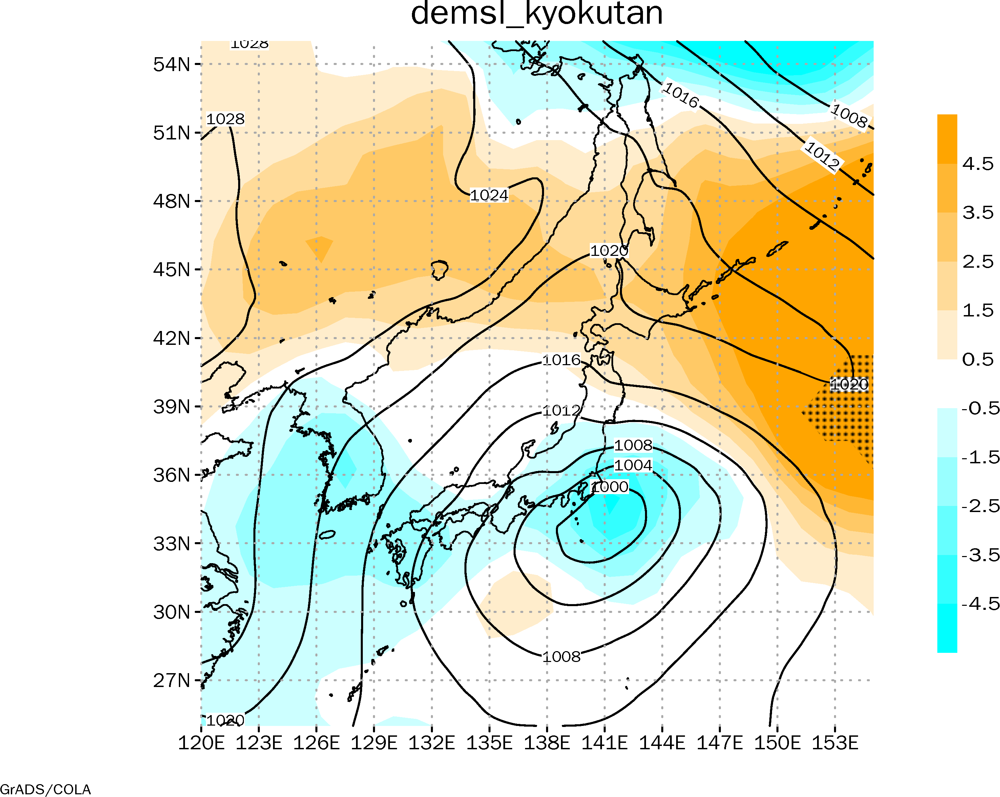 demsl_kyokutan
1028
54N
1016
1008
1028
51N
1012
4.5
1024
48N
3.5
1020
45N
2.5
1.5
42N
1016
0.5
1020
39N
1012
-0.5
1008
-1.5
1004
36N
1000
-2.5
33N
-3.5
30N
-4.5
1008
27N
1020
120E 123E 126E 129E 132E 135E 138E 141E 144E 147E 150E 153E
GrADS/COLA